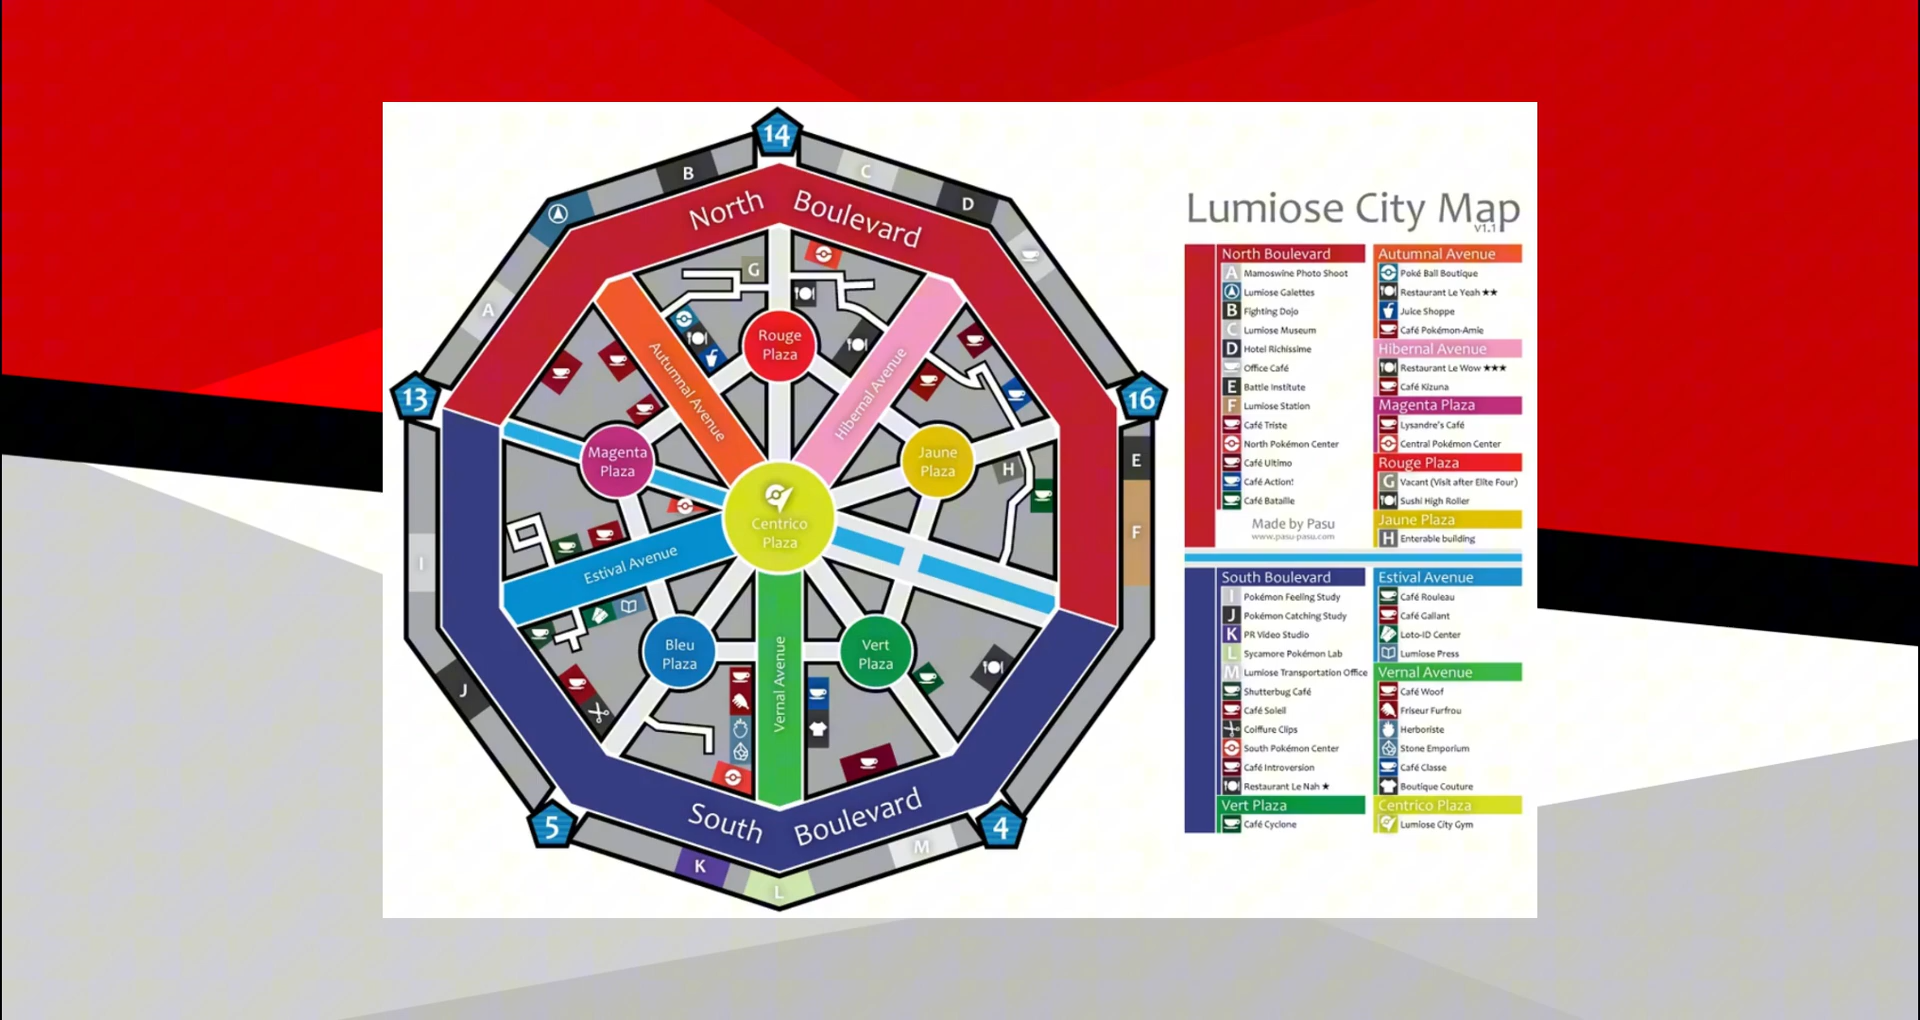 14
B
C
D
North Boulevard
A
G
Rouge
Plaza
Autumnal Avenue
Hibernal Avenue
13
16
Magenta
Plaza
Jaune
Plaza
H
E
Centrico
Plaza
F
I
Estival Avenue
Bleu
Plaza
Vert
Plaza
Vernal Avenue
J
South Boulevard
5
4
K
M
L
Lumiose City Map
v1.1
North Boulevard
A Mamoswine Photo Shoot
Lumiose Galettes
B Fighting Dojo
C Lumiose Museum
D Hotel Richissime
Office Café
E Battle Institute
F Lumiose Station
Café Triste
North Pokémon Center
Café Ultimo
Café Action!
Café Bataille
Made by Pasu
www.pasu-pasu.com
Autumnal Avenue
Poké Ball Boutique
Restaurant Le Yeah ★★
Juice Shoppe
Café Pokémon-Amie
Hibernal Avenue
Restaurant Le Wow ★★★
Café Kizuna
Magenta Plaza
Lysandre's Café
Central Pokémon Center
Rouge Plaza
G Vacant (Visit after Elite Four)
Sushi High Roller
Jaune Plaza
H Enterable building
South Boulevard
I Pokémon Feeling Study
J Pokémon Catching Study
K PR Video Studio
L Sycamore Pokémon Lab
M Lumiose Transportation Office
Shutterbug Café
Café Soleil
Coiffure Clips
South Pokémon Center
Café Introversion
Restaurant Le Nah ★
Vert Plaza
Café Cyclone
Estival Avenue
Café Rouleau
Café Gallant
Loto-ID Center
Lumiose Press
Vernal Avenue
Café Woof
Friseur Furfrou
Herboriste
Stone Emporium
Café Classe
Boutique Couture
Centrico Plaza
Lumiose City Gym